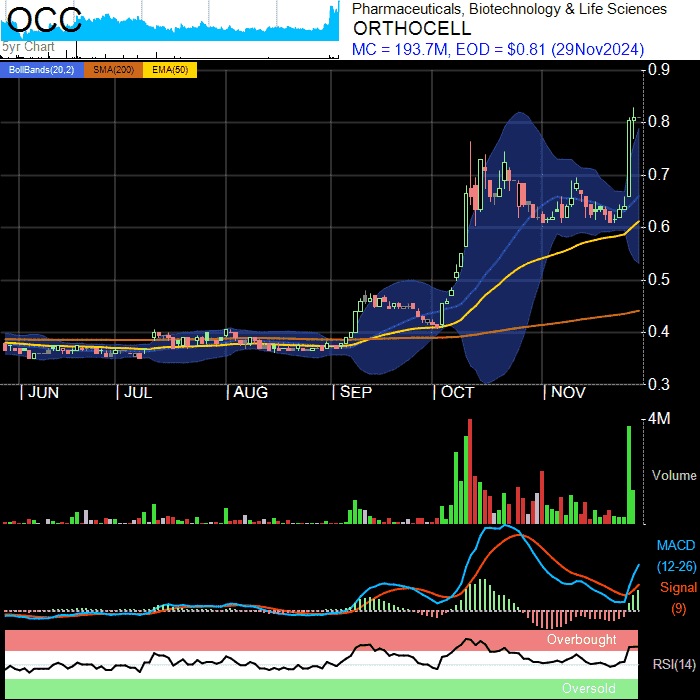 OCC
5yr Chart
Pharmaceuticals, Biotechnology & Life Sciences
ORTHOCELL
MC = 193.7M, EOD = $0.81 (29Nov2024)
BollBands(20,2) SMA(200) EMA(50)
0.9
0.8
0.7
0.6
0.5
0.4
0.3
JUN JUL AUG SEP OCT NOV
4M
Volume
MACD
(12-26)
Signal
(9)
Overbought
RSI(14)
Oversold